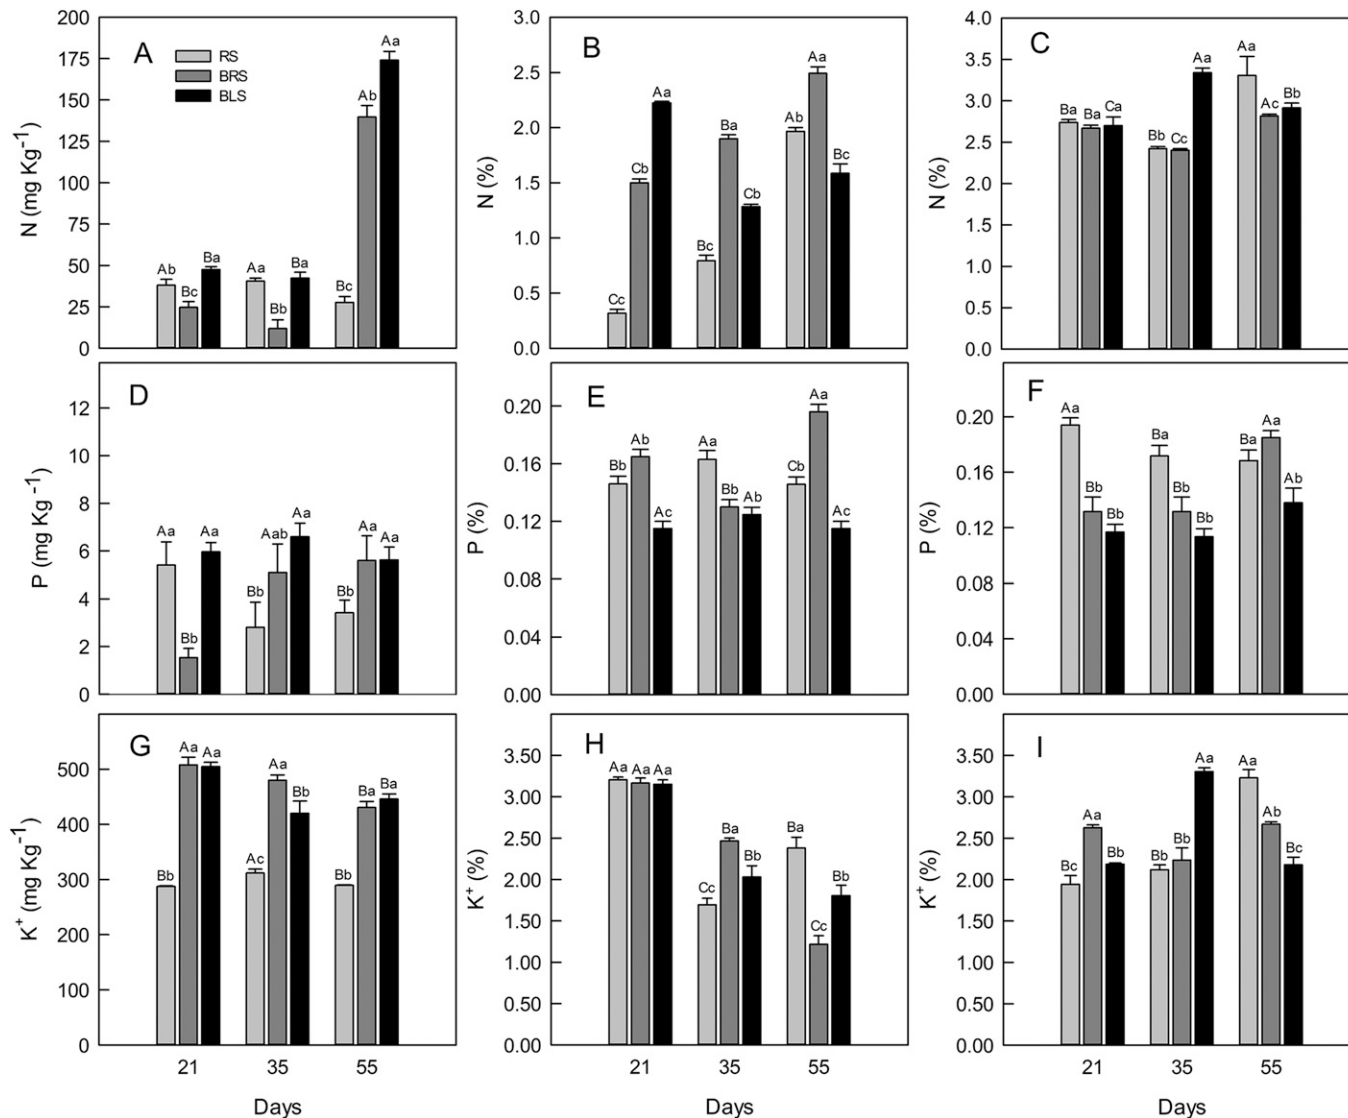 A
RS
BRS
BLS
N (mg Kg⁻¹)
200
175
150
125
100
75
50
25
0
Ab
Bc
Ba
Aa
Bb
Ba
Bc
Ab
Aa
B
N (%)
3.0
2.5
2.0
1.5
1.0
0.5
0.0
Cc
Cb
Aa
Bc
Ba
Cb
Ab
Aa
Bc
C
N (%)
4.0
3.5
3.0
2.5
2.0
1.5
1.0
0.5
0.0
Ba
Ba
Ca
Bb
Cc
Aa
Aa
Ac
Bb
D
P (mg Kg⁻¹)
12
10
8
6
4
2
0
Aa
Bb
Aa
Bb
Aab
Aa
Bb
Aa
Aa
E
P (%)
0.20
0.16
0.12
0.08
0.04
0.00
Bb
Ab
Ac
Aa
Bb
Ab
Cb
Aa
Ac
F
P (%)
0.20
0.16
0.12
0.08
0.04
0.00
Aa
Bb
Bb
Ba
Bb
Bb
Ba
Aa
Ab
G
K⁺ (mg Kg⁻¹)
500
400
300
200
100
0
Bb
Aa
Aa
Ac
Aa
Bb
Bb
Ba
Ba
21
35
55
Days
H
K⁺ (%)
3.50
3.00
2.50
2.00
1.50
1.00
0.50
0.00
Aa
Aa
Aa
Cc
Ba
Bb
Ba
Cc
Bb
21
35
55
Days
I
K⁺ (%)
3.50
3.00
2.50
2.00
1.50
1.00
0.50
0.00
Bc
Aa
Bb
Bb
Bb
Aa
Aa
Ab
Bc
21
35
55
Days